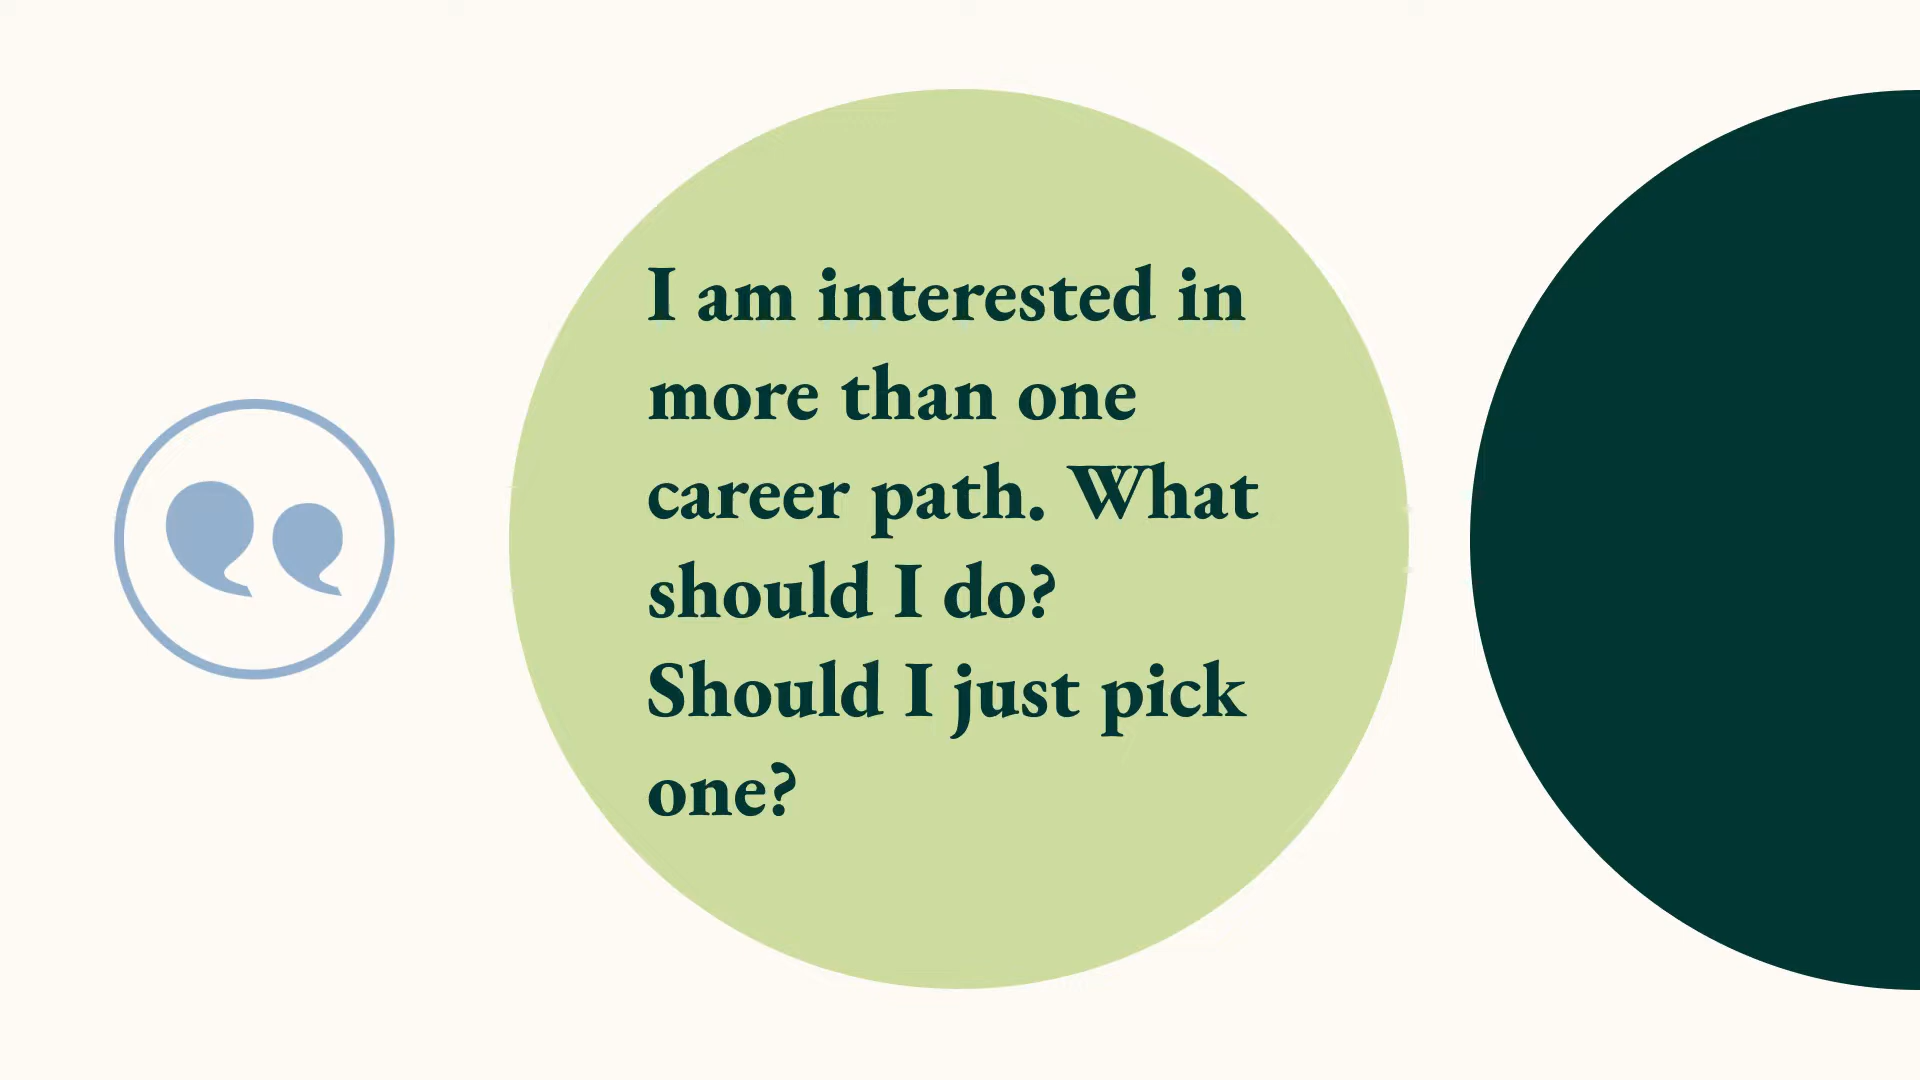 I am interested in
more than one
career path. What
should I do?
Should I just pick
one?